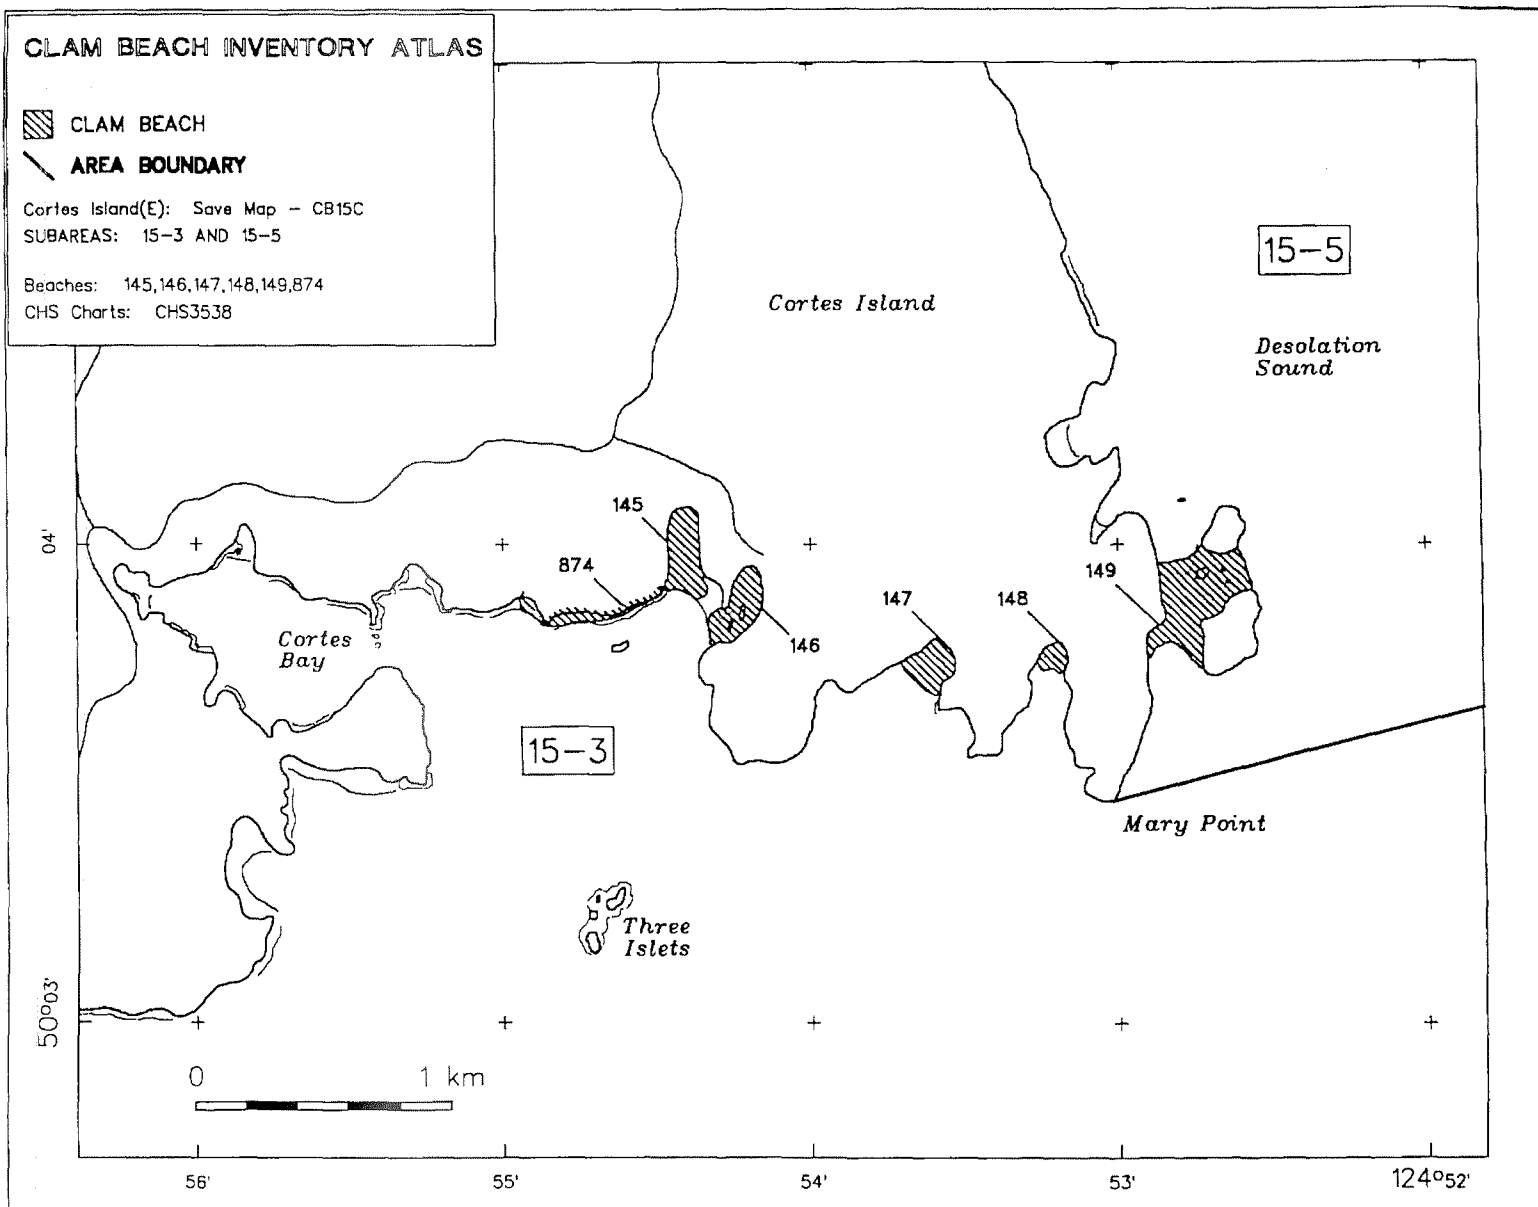 CLAM BEACH INVENTORY ATLAS
CLAM BEACH
AREA BOUNDARY
Cortes Island(E): Save Map - CB15C
SUBAREAS: 15-3 AND 15-5
Beaches: 145,146,147,148,149,874
CHS Charts: CHS3538
15-5
Cortes Island
Desolation
Sound
145
04'
874
149
147
148
Cortes
Bay
146
15-3
Mary Point
Three
Islets
50°03'
0 1 km
56' 55' 54' 53' 124°52'